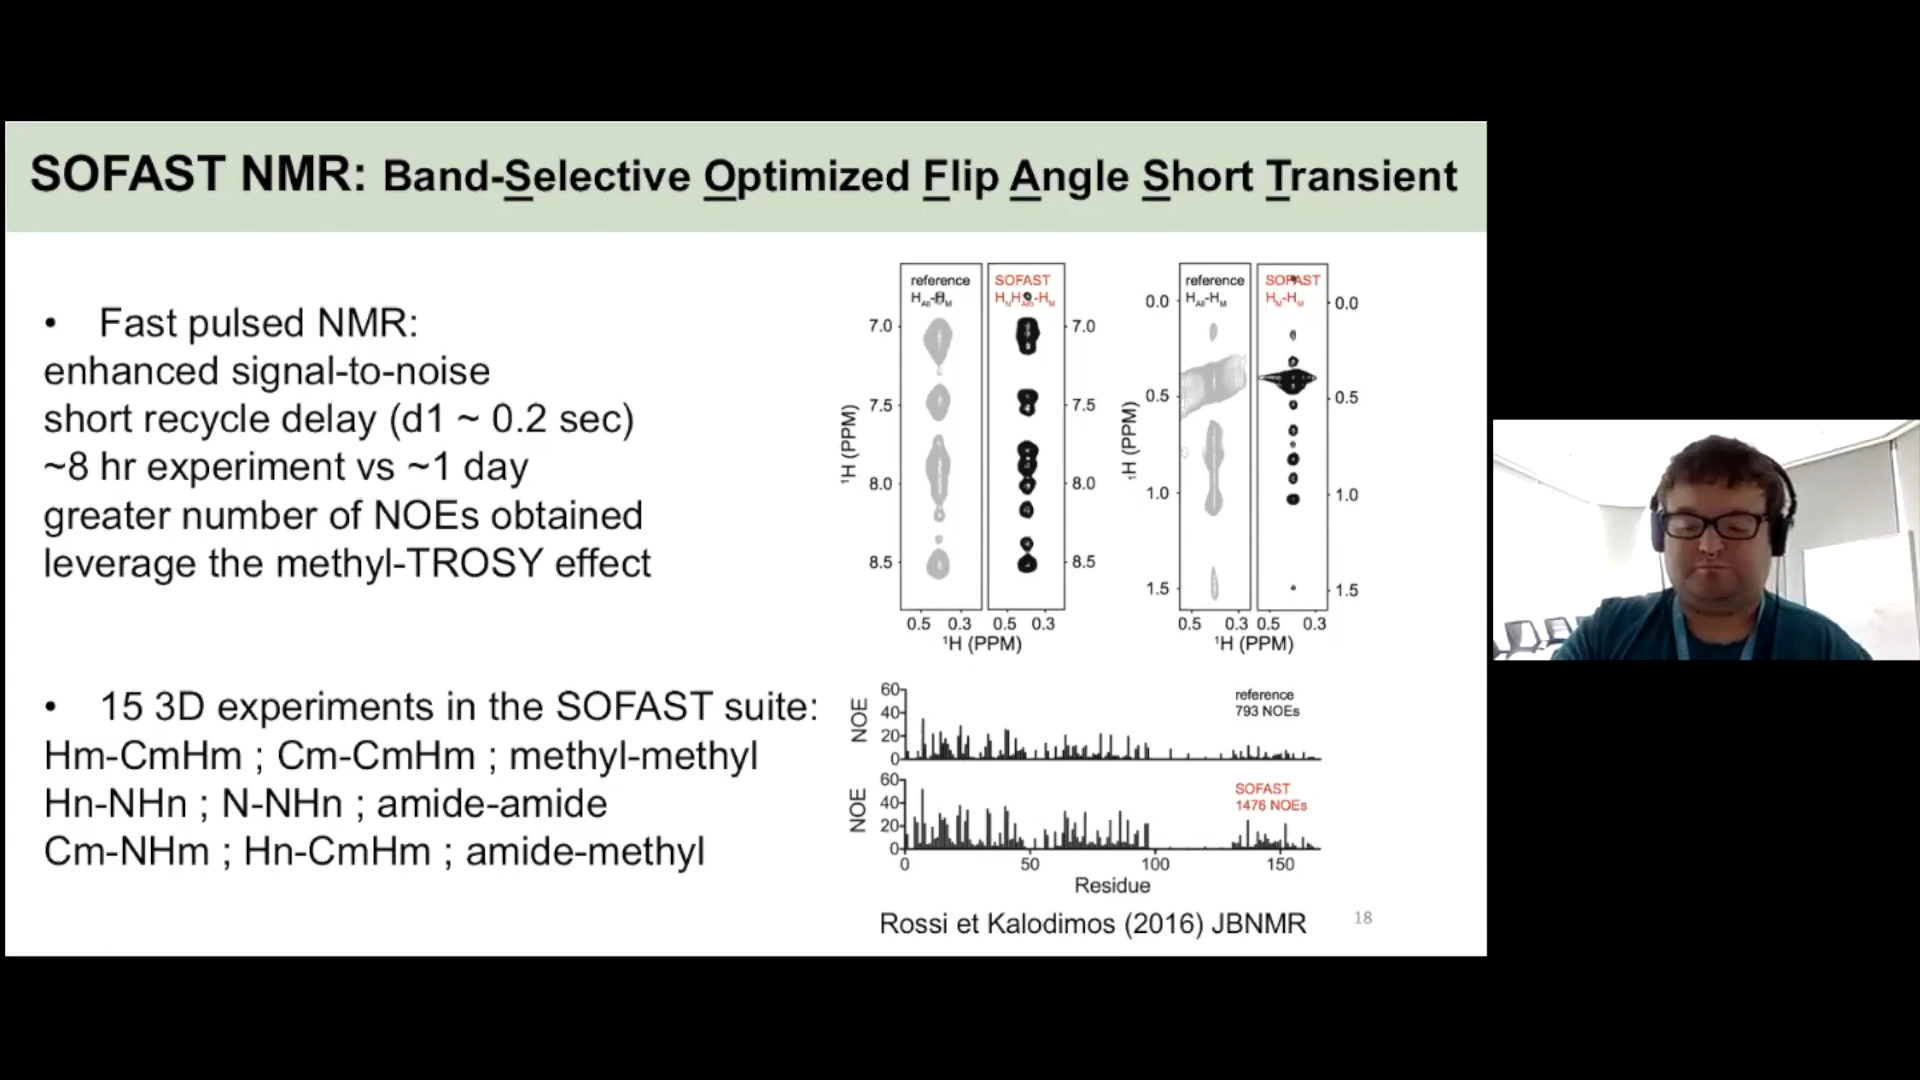 SOFAST NMR: Band-Selective Optimized Flip Angle Short Transient
• Fast pulsed NMR:
enhanced signal-to-noise
short recycle delay (d1 ~ 0.2 sec)
~8 hr experiment vs ~1 day
greater number of NOEs obtained
leverage the methyl-TROSY effect
• 15 3D experiments in the SOFAST suite:
Hm-CmHm ; Cm-CmHm ; methyl-methyl
Hn-NHn ; N-NHn ; amide-amide
Cm-NHm ; Hn-CmHm ; amide-methyl
reference
HAll-HM
SOFAST
7.0
7.5
8.0
8.5
¹H (PPM)
7.0
7.5
8.0
8.5
0.5 0.3 0.5 0.3
¹H (PPM)
reference
HAll-HM
SOFAST
HM-HM
0.0
0.5
1.0
1.5
¹H (PPM)
0.0
0.5
1.0
1.5
0.5 0.3 0.5 0.3
¹H (PPM)
NOE
60
40
20
0
reference
793 NOEs
NOE
60
40
20
0
SOFAST
1476 NOEs
0 50 100 150
Residue
Rossi et Kalodimos (2016) JBNMR
18